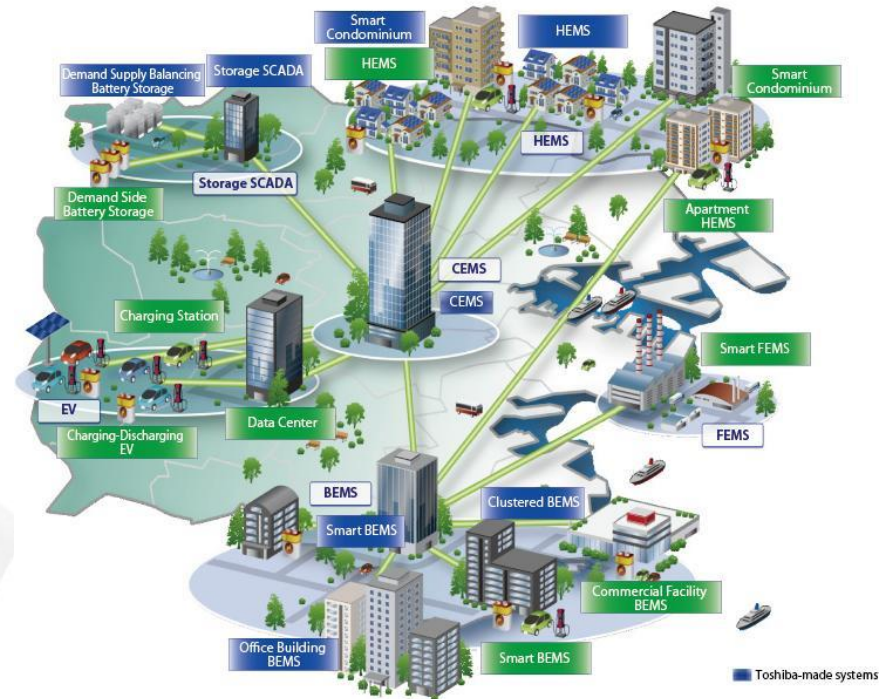 Smart
Condominium
HEMS
HEMS
Storage SCADA
Demand Supply Balancing
Battery Storage
Smart
Condominium
HEMS
Storage SCADA
Demand Side
Battery Storage
Apartment
HEMS
CEMS
CEMS
Charging Station
Smart FEMS
EV
Charging-Discharging
EV
Data Center
FEMS
BEMS
Clustered BEMS
Smart BEMS
Commercial Facility
BEMS
Office Building
BEMS
Smart BEMS
Toshiba-made systems